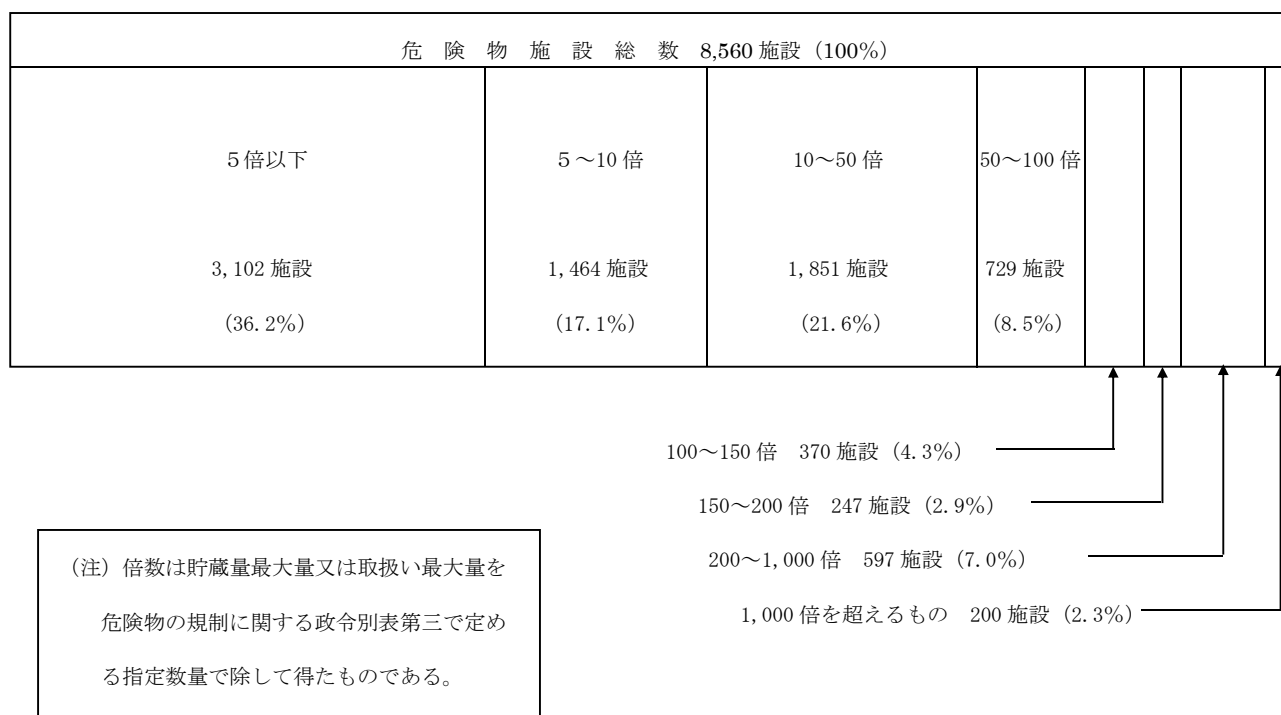 危険物施設総数 8,560 施設（100％）
５倍以下
５～10 倍
10～50 倍
50～100 倍
3,102 施設
1,464 施設
1,851 施設
729 施設
（36.2％）
（17.1％）
（21.6％）
（8.5％）
100～150 倍　370 施設（4.3％）
150～200 倍　247 施設（2.9％）
200～1,000 倍　597 施設（7.0％）
1,000 倍を超えるもの　200 施設（2.3％）
（注）倍数は貯蔵量最大量又は取扱い最大量を
危険物の規制に関する政令別表第三で定め
る指定数量で除して得たものである。